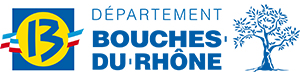 13
DÉPARTEMENT
BOUCHES-
DU-RHÔNE